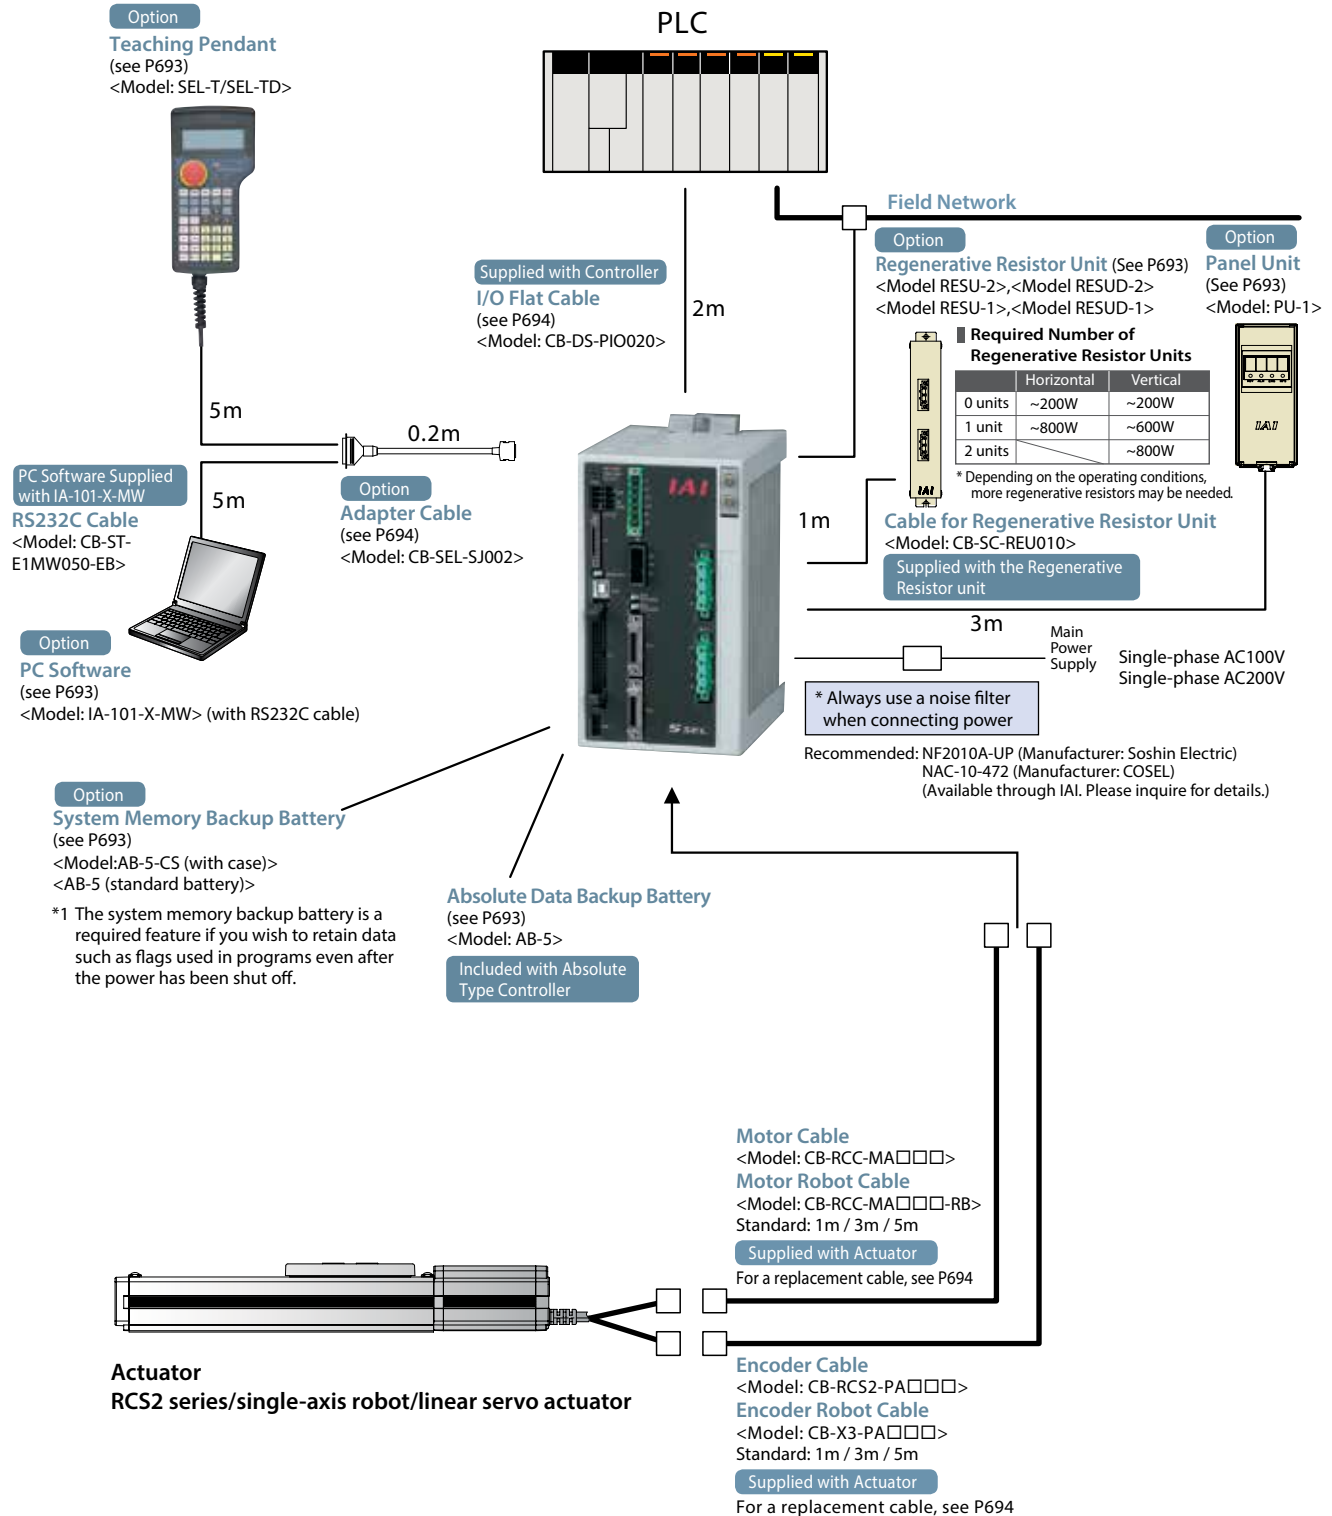 Option
Teaching Pendant
(see P693)
<Model: SEL-T/SEL-TD>
PLC
Supplied with Controller
I/O Flat Cable
(see P694)
<Model: CB-DS-PIO020>
2m
Field Network
Option
Regenerative Resistor Unit (See P693)
<Model RESU-2>,<Model RESUD-2>
<Model RESU-1>,<Model RESUD-1>
Option
Panel Unit
(See P693)
<Model: PU-1>
Required Number of
Regenerative Resistor Units
Horizontal Vertical
0 units ~200W ~200W
1 unit ~800W ~600W
2 units ~800W
* Depending on the operating conditions,
more regenerative resistors may be needed.
IAI
IAI
5m
0.2m
PC Software Supplied
with IA-101-X-MW
RS232C Cable
<Model: CB-ST-
E1MW050-EB>
5m
Option
Adapter Cable
(see P694)
<Model: CB-SEL-SJ002>
IAI
S SEL
1m
Cable for Regenerative Resistor Unit
<Model: CB-SC-REU010>
Supplied with the Regenerative
Resistor unit
3m
Main
Power
Supply
Single-phase AC100V
Single-phase AC200V
* Always use a noise filter
when connecting power
Recommended: NF2010A-UP (Manufacturer: Soshin Electric)
NAC-10-472 (Manufacturer: COSEL)
(Available through IAI. Please inquire for details.)
Option
PC Software
(see P693)
<Model: IA-101-X-MW> (with RS232C cable)
Option
System Memory Backup Battery
(see P693)
<Model:AB-5-CS (with case)>
<AB-5 (standard battery)>
*1 The system memory backup battery is a
required feature if you wish to retain data
such as flags used in programs even after
the power has been shut off.
Absolute Data Backup Battery
(see P693)
<Model: AB-5>
Included with Absolute
Type Controller
Motor Cable
<Model: CB-RCC-MA□□□>
Motor Robot Cable
<Model: CB-RCC-MA□□□-RB>
Standard: 1m / 3m / 5m
Supplied with Actuator
For a replacement cable, see P694
Actuator
RCS2 series/single-axis robot/linear servo actuator
Encoder Cable
<Model: CB-RCS2-PA□□□>
Encoder Robot Cable
<Model: CB-X3-PA□□□>
Standard: 1m / 3m / 5m
Supplied with Actuator
For a replacement cable, see P694